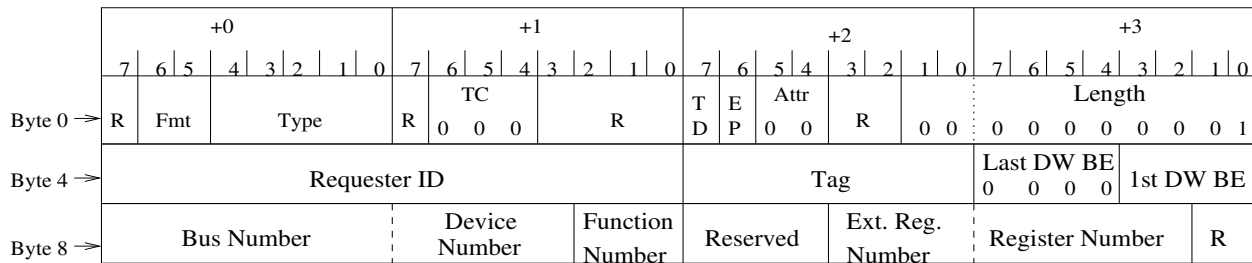 +0 +1 +2 +3
7 6 5 4 3 2 1 0 7 6 5 4 3 2 1 0 7 6 5 4 3 2 1 0 7 6 5 4 3 2 1 0
Byte 0 R Fmt Type R TC R T E Attr R Length
0 0 0 D P 0 0 0 0 0 0 0 0 0 0 0 1
Byte 4 Requester ID Tag Last DW BE 1st DW BE
0 0 0 0
Byte 8 Bus Number Device Function Reserved Ext. Reg. Register Number R
Number Number Number